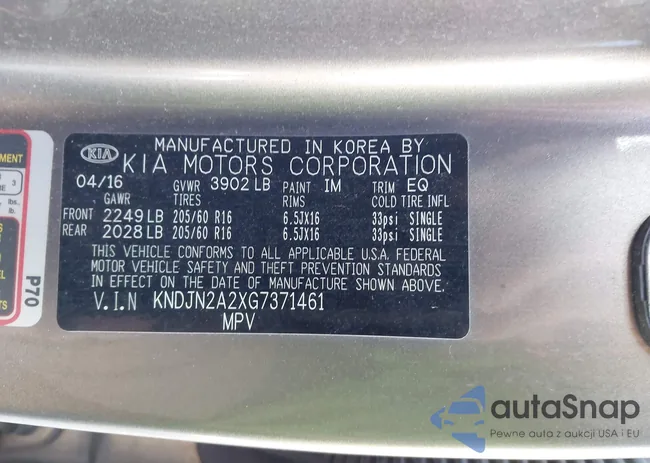 MANUFACTURED IN KOREA BY
KIA KIA MOTORS CORPORATION
04/16 GVWR 3902 LB PAINT IM TRIM EQ
GAWR TIRES RIMS COLD TIRE INFL
FRONT 2249 LB 205/60 R16 6.5JX16 33psi SINGLE
REAR 2028 LB 205/60 R16 6.5JX16 33psi SINGLE
THIS VEHICLE CONFORMS TO ALL APPLICABLE U.S.A. FEDERAL
MOTOR VEHICLE SAFETY AND THEFT PREVENTION STANDARDS
IN EFFECT ON THE DATE OF MANUFACTURE SHOWN ABOVE.
V.I.N KNDJN2A2XG7371461
MPV
P70
autaSnap
Pewne auta z aukcji USA i EU